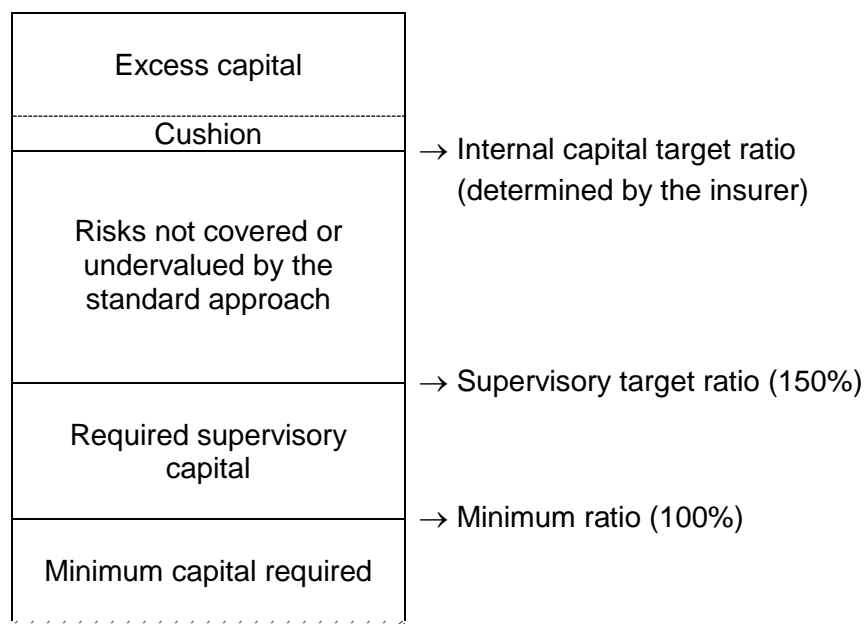 Excess capital
Cushion
→ Internal capital target ratio
(determined by the insurer)
Risks not covered or
undervalued by the
standard approach
→ Supervisory target ratio (150%)
Required supervisory
capital
→ Minimum ratio (100%)
Minimum capital required